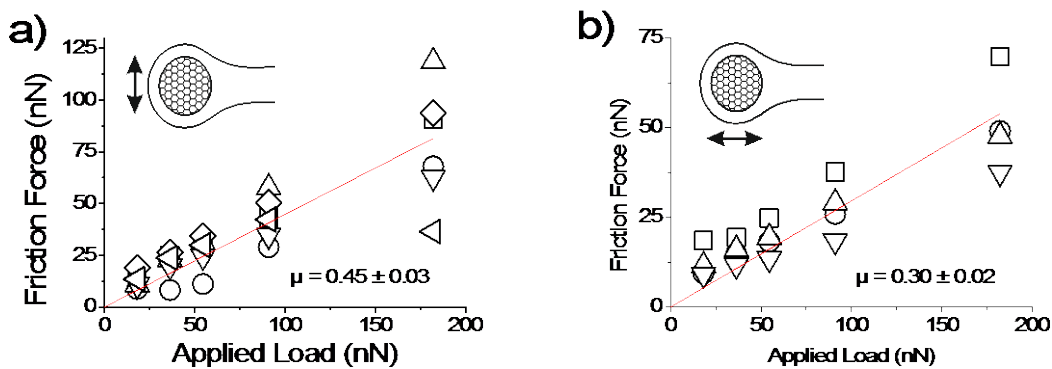 a)
125
100
75
50
25
0
Friction Force (nN)
μ = 0.45 ± 0.03
0 50 100 150 200
Applied Load (nN)
b)
75
50
25
0
Friction Force (nN)
μ = 0.30 ± 0.02
0 50 100 150 200
Applied Load (nN)